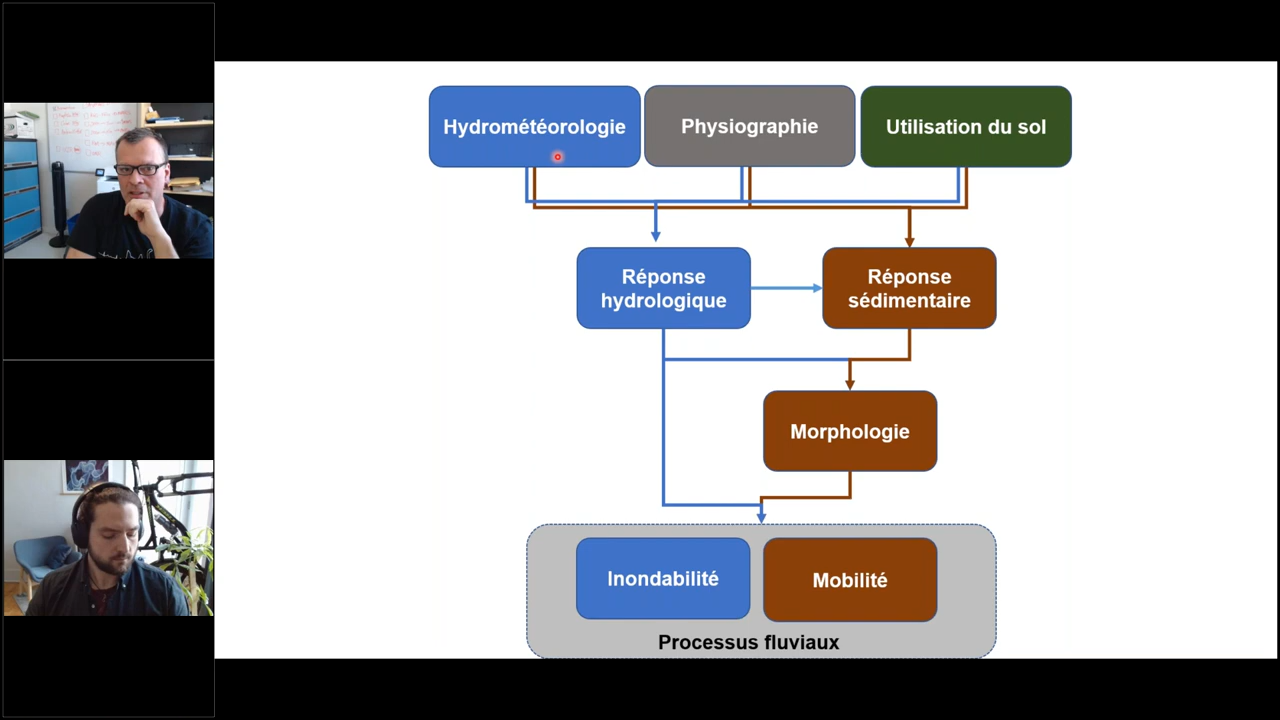 Hydrométéorologie
Physiographie
Utilisation du sol
Réponse
hydrologique
Réponse
sédimentaire
Morphologie
Inondabilité
Mobilité
Processus fluviaux